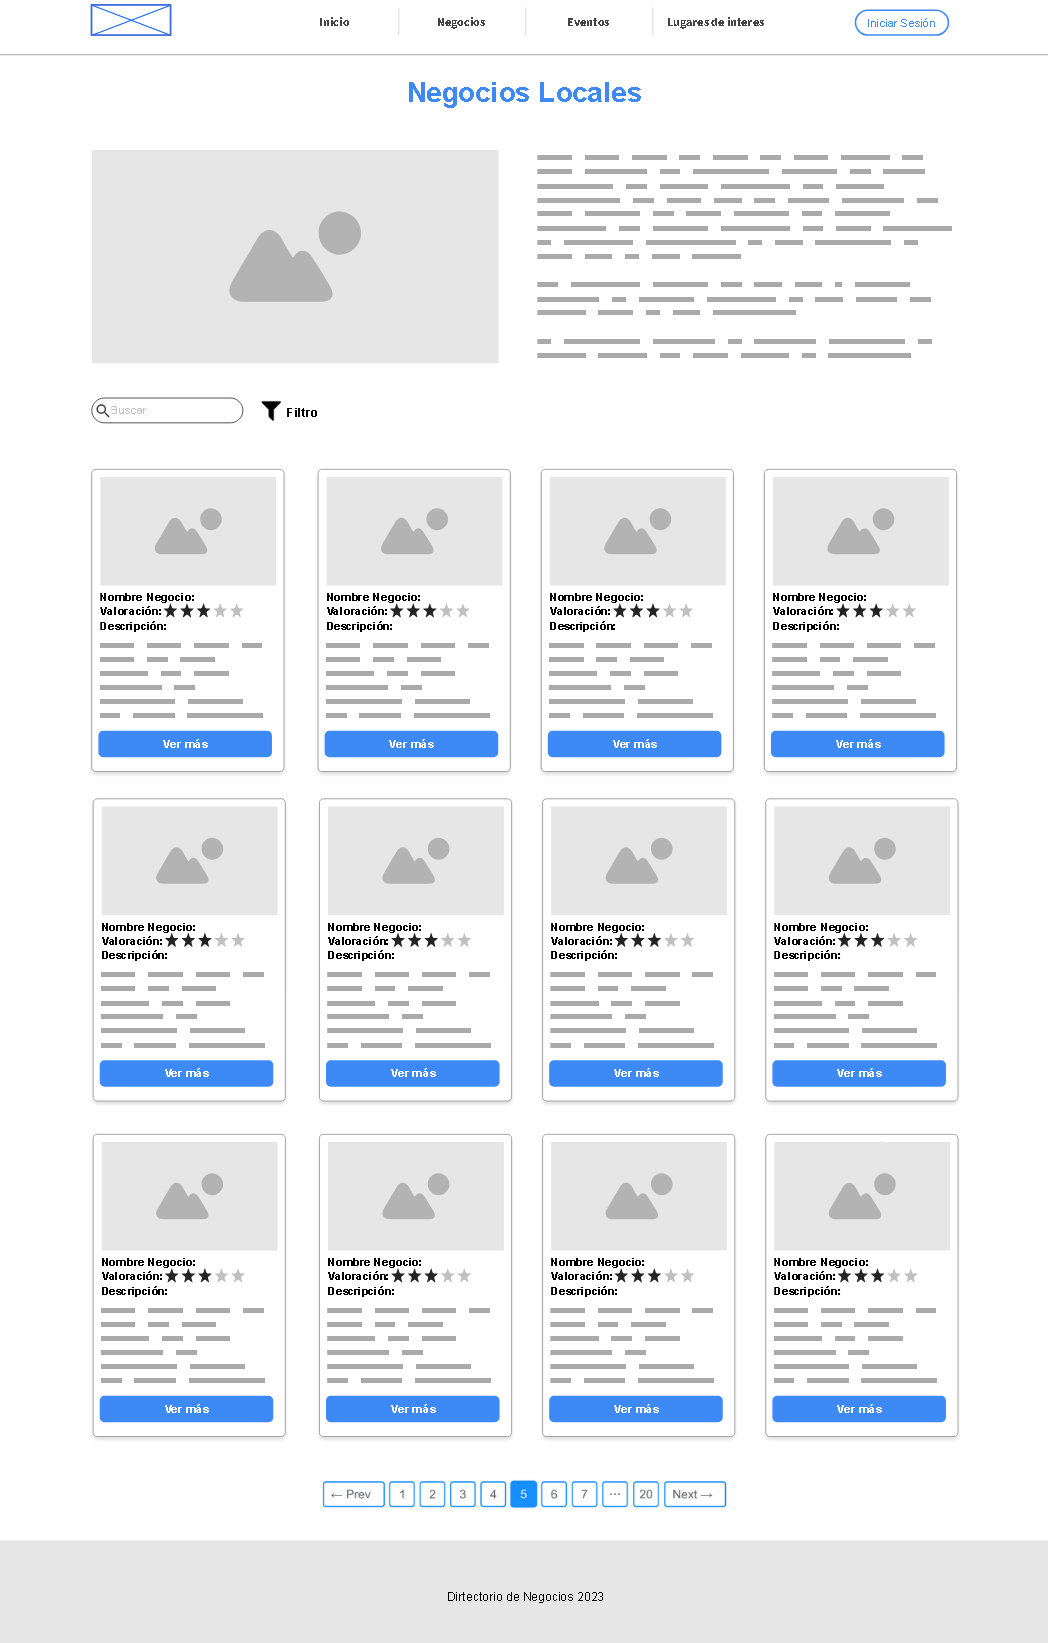 Inicio Negocios Eventos Lugares de interes Iniciar Sesión
Negocios Locales
Buscar Filtro
Nombre Negocio: Nombre Negocio: Nombre Negocio: Nombre Negocio:
Valoración: Valoración: Valoración: Valoración:
Descripción: Descripción: Descripción: Descripción:
Ver más Ver más Ver más Ver más
Nombre Negocio: Nombre Negocio: Nombre Negocio: Nombre Negocio:
Valoración: Valoración: Valoración: Valoración:
Descripción: Descripción: Descripción: Descripción:
Ver más Ver más Ver más Ver más
Nombre Negocio: Nombre Negocio: Nombre Negocio: Nombre Negocio:
Valoración: Valoración: Valoración: Valoración:
Descripción: Descripción: Descripción: Descripción:
Ver más Ver más Ver más Ver más
← Prev 1 2 3 4 5 6 7 ... 20 Next →
Dirtectorio de Negocios 2023